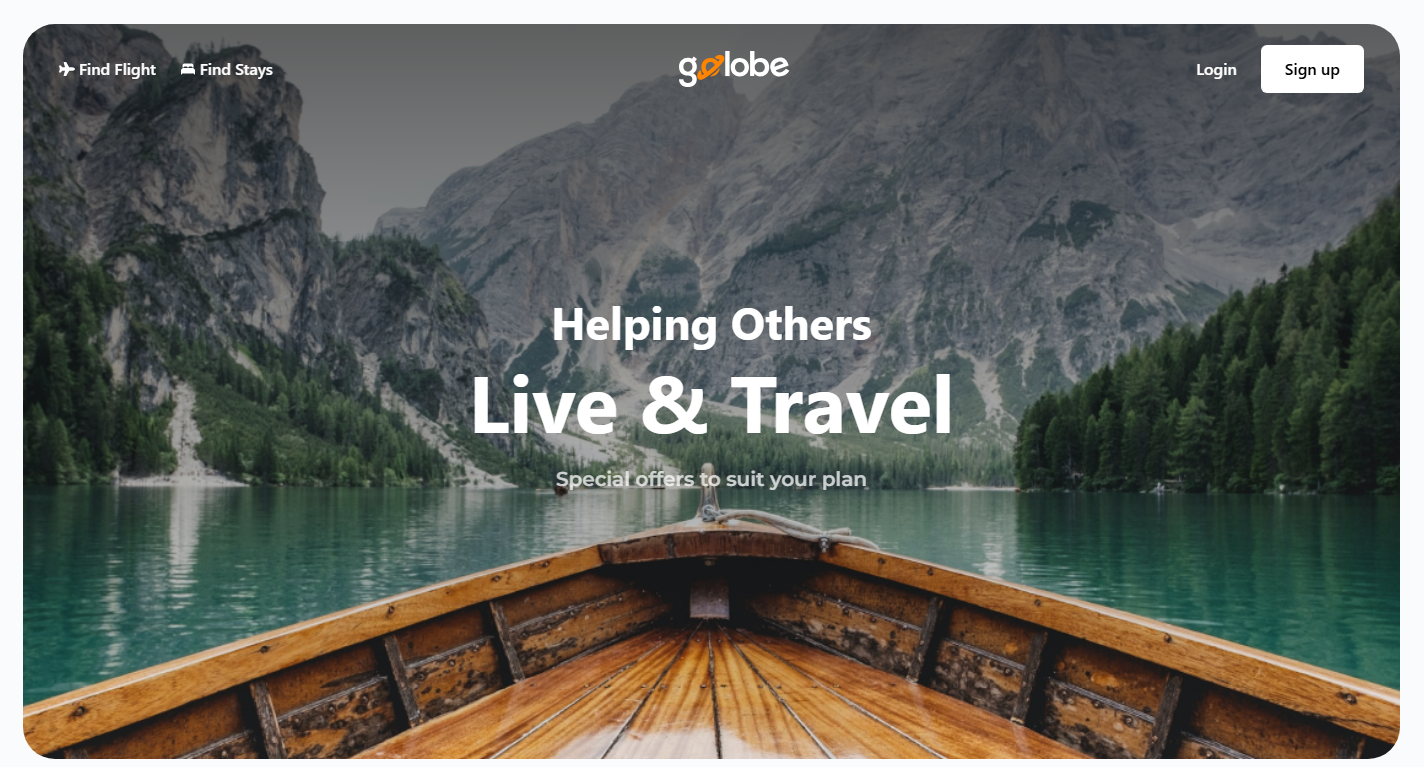 Find Flight
Find Stays
golobe
Login
Sign up
Helping Others
Live & Travel
Special offers to suit your plan